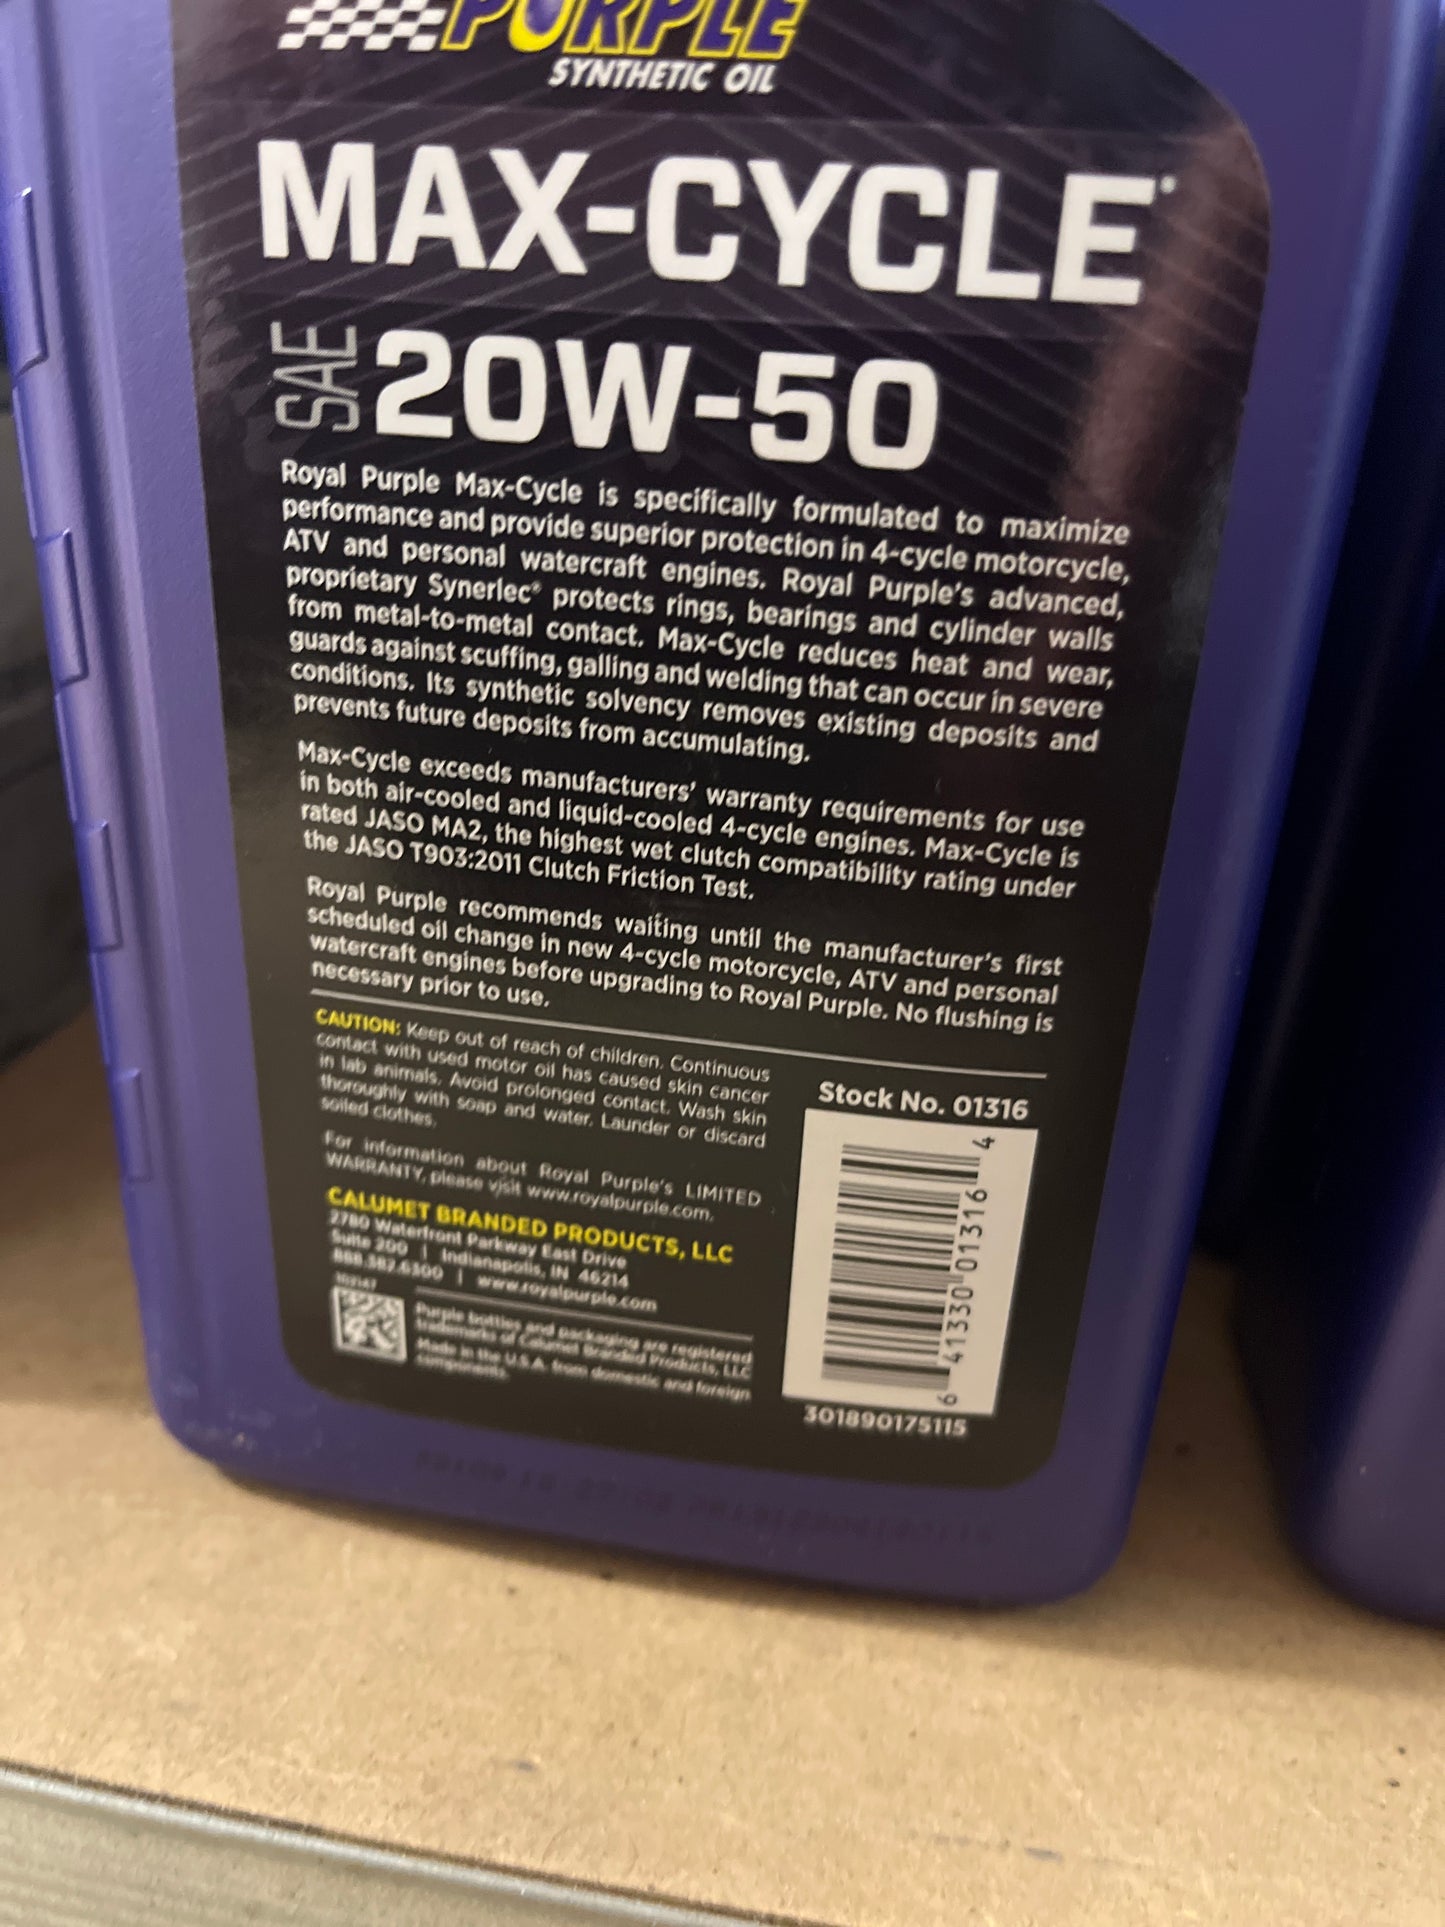 PURPLE
SYNTHETIC OIL
MAX-CYCLE®
SAE 20W-50
Royal Purple Max-Cycle is specifically formulated to maximize
performance and provide superior protection in 4-cycle motorcycle,
ATV and personal watercraft engines. Royal Purple's advanced,
proprietary Synerlec® protects rings, bearings and cylinder walls
from metal-to-metal contact. Max-Cycle reduces heat and wear,
guards against scuffing, galling and welding that can occur in severe
conditions. Its synthetic solvency removes existing deposits and
prevents future deposits from accumulating.
Max-Cycle exceeds manufacturers' warranty requirements for use
in both air-cooled and liquid-cooled 4-cycle engines. Max-Cycle is
rated JASO MA2, the highest wet clutch compatibility rating under
the JASO T903:2011 Clutch Friction Test.
Royal Purple recommends waiting until the manufacturer's first
scheduled oil change in new 4-cycle motorcycle, ATV and personal
watercraft engines before upgrading to Royal Purple. No flushing is
necessary prior to use.
CAUTION: Keep out of reach of children. Continuous
contact with used motor oil has caused skin cancer
in lab animals. Avoid prolonged contact. Wash skin
thoroughly with soap and water. Launder or discard
soiled clothes.
For information about Royal Purple's LIMITED
WARRANTY, please visit www.royalpurple.com.
CALUMET BRANDED PRODUCTS, LLC
2780 Waterfront Parkway East Drive
Suite 200 | Indianapolis, IN 46214
888.382.6300 | www.royalpurple.com
Purple bottles and packaging are registered
trademarks of Calumet Branded Products, LLC
Made in the U.S.A. from domestic and foreign
components.
Stock No. 01316
6 41330 01316 4
301890175115